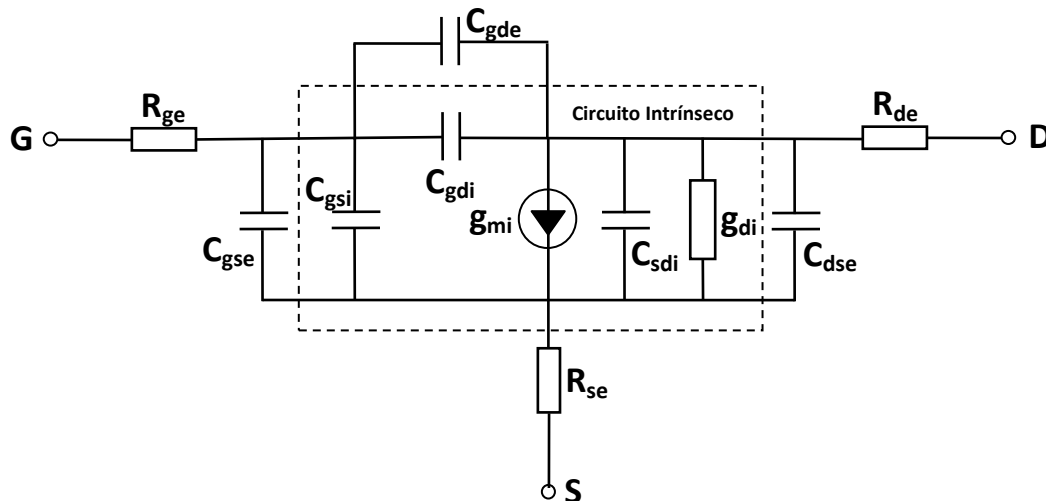 Cgde
Rge
Circuito Intrínseco
Rde
G
D
Cgdi
Cgsi
gmi
gdi
Cgse
Csdi
Cdse
Rse
S